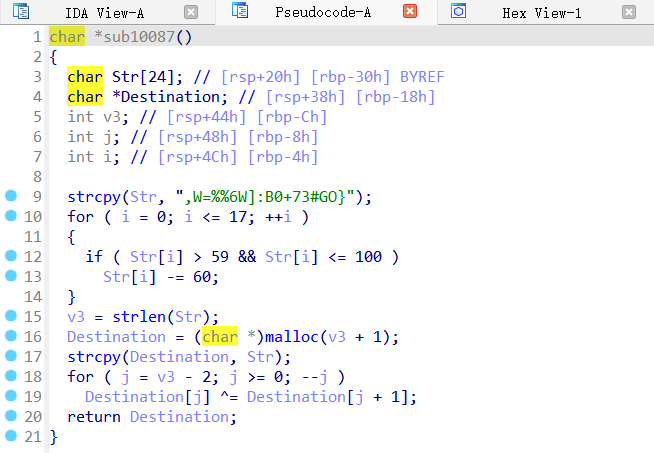 IDA View-A Pseudocode-A Hex View-1
1 char *sub10087()
2 {
3 char Str[24]; // [rsp+20h] [rbp-30h] BYREF
4 char *Destination; // [rsp+38h] [rbp-18h]
5 int v3; // [rsp+44h] [rbp-Ch]
6 int j; // [rsp+48h] [rbp-8h]
7 int i; // [rsp+4Ch] [rbp-4h]
8
9 strcpy(Str, ",W=%%6W]:B0+73#GO}");
10 for ( i = 0; i <= 17; ++i )
11 {
12 if ( Str[i] > 59 && Str[i] <= 100 )
13 Str[i] -= 60;
14 }
15 v3 = strlen(Str);
16 Destination = (char *)malloc(v3 + 1);
17 strcpy(Destination, Str);
18 for ( j = v3 - 2; j >= 0; --j )
19 Destination[j] ^= Destination[j + 1];
20 return Destination;
21 }